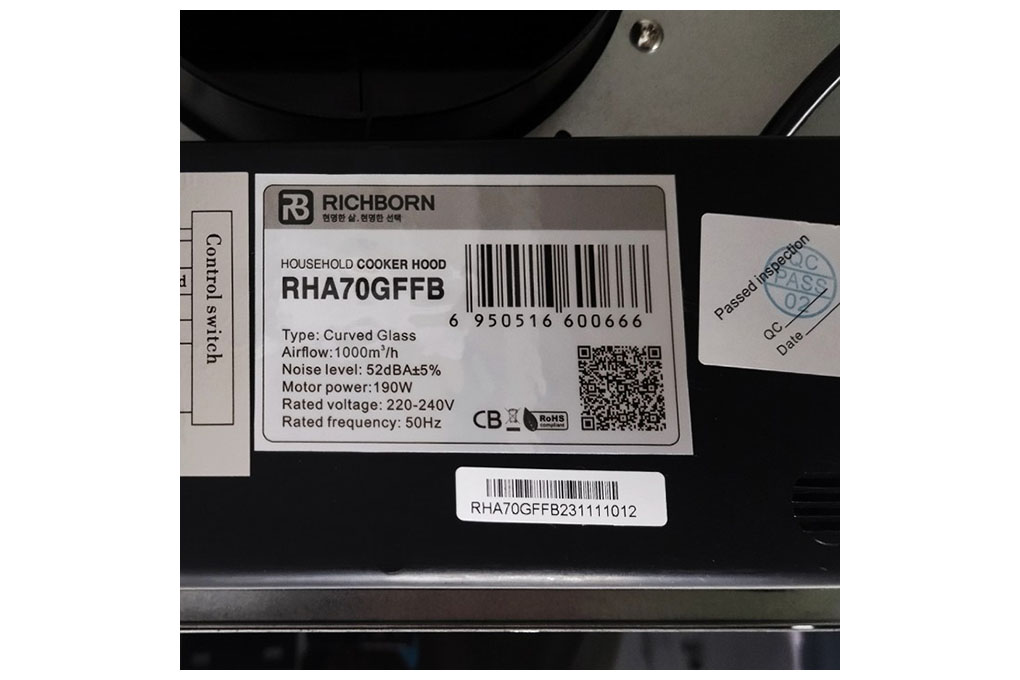 RB RICHBORN
현명한 삶.현명한 선택
HOUSEHOLD COOKER HOOD
RHA70GFFB
6 950516 600666
Type: Curved Glass
Airflow:1000m³/h
Noise level: 52dBA±5%
Motor power:190W
Rated voltage: 220-240V
Rated frequency: 50Hz
CB
RoHS
compliant
Control switch
d
Passed inspection
QC
PASS
02
QC
Date
RHA70GFFB231111012